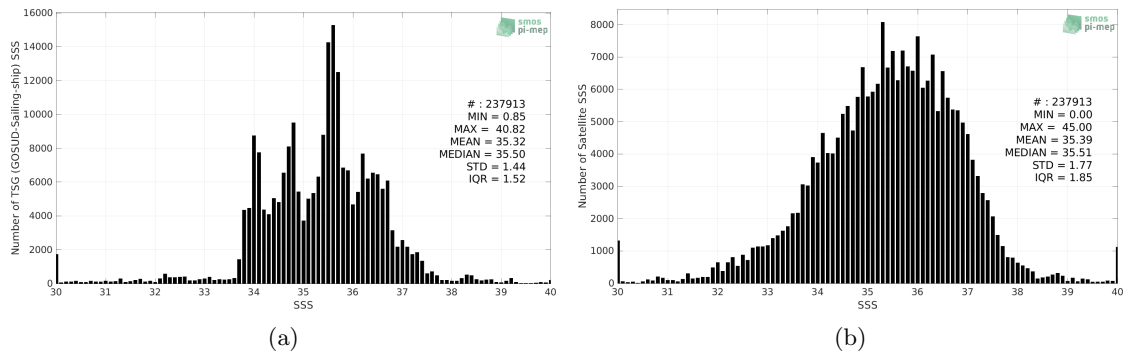 16000
14000
12000
10000
8000
6000
4000
2000
0
30
31
32
33
34
35
36
37
38
39
40
Number of TSG (GOSUD-Sailing-ship) SSS
SSS
smos
pi-mep
# : 237913
MIN = 0.85
MAX = 40.82
MEAN = 35.32
MEDIAN = 35.50
STD = 1.44
IQR = 1.52
(a)
8000
7000
6000
5000
4000
3000
2000
1000
0
30
31
32
33
34
35
36
37
38
39
40
Number of Satellite SSS
SSS
smos
pi-mep
# : 237913
MIN = 0.00
MAX = 45.00
MEAN = 35.39
MEDIAN = 35.51
STD = 1.77
IQR = 1.85
(b)